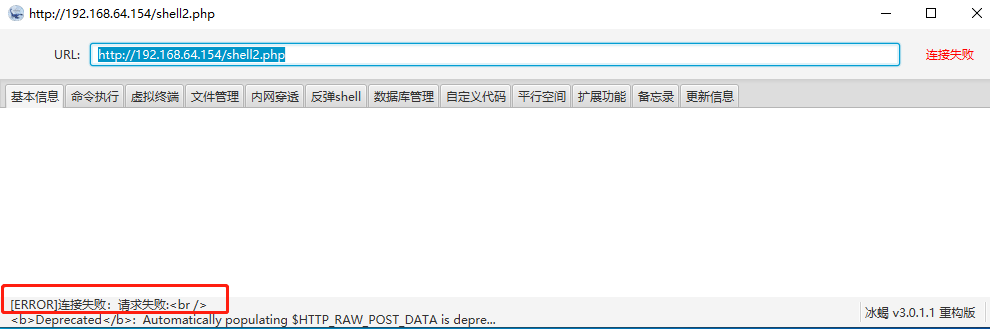 http://192.168.64.154/shell2.php
URL: http://192.168.64.154/shell2.php 连接失败
基本信息 命令执行 虚拟终端 文件管理 内网穿透 反弹shell 数据库管理 自定义代码 平行空间 扩展功能 备忘录 更新信息
[ERROR]连接失败：请求失败:<br />
<b>Deprecated</b>: Automatically populating $HTTP_RAW_POST_DATA is depre...
冰蝎 v3.0.1.1 重构版